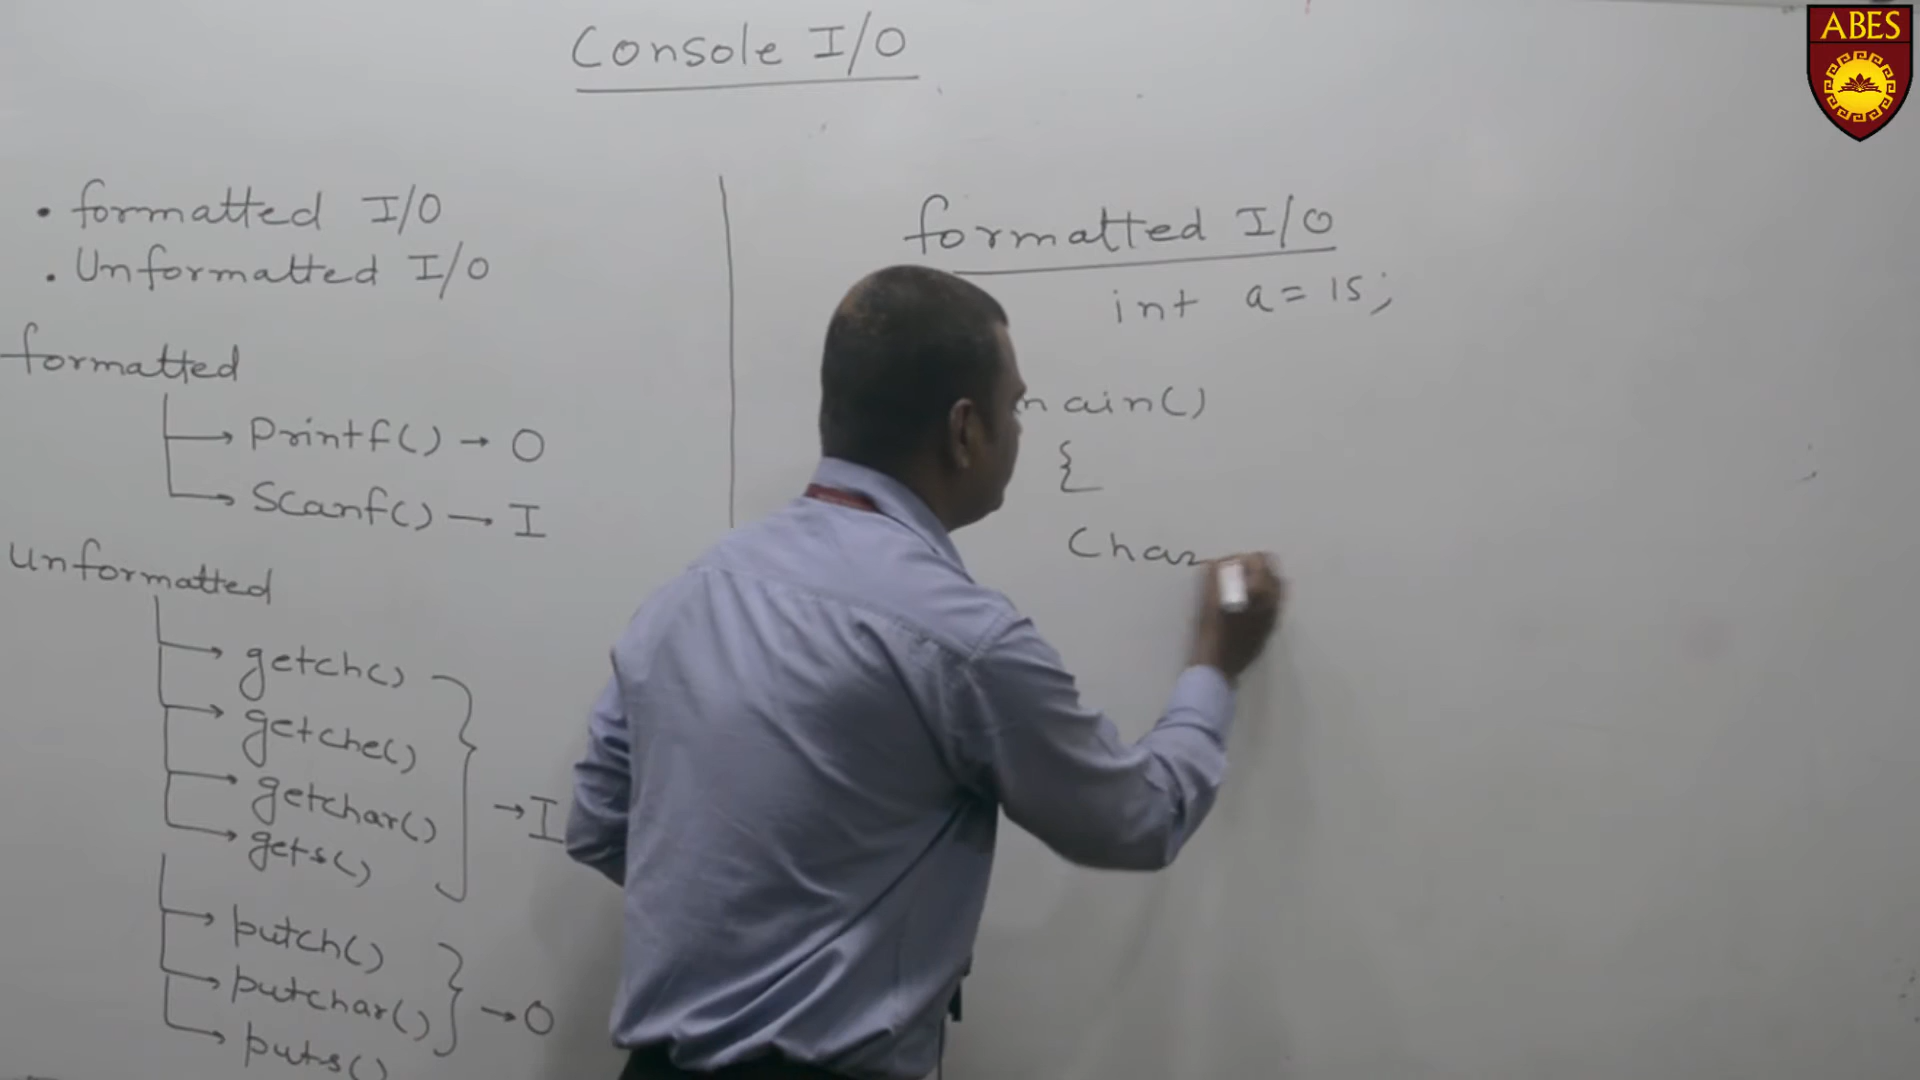 Console I/O
• formatted I/O
• Unformatted I/O
formatted
→ printf() → O
→ Scanf() → I
unformatted
→ getch()
→ getche()
→ getchar()
→ gets()
→ I
→ putch()
→ putchar()
→ puts()
→ O
formatted I/O
int a = 15;
main()
{
Char
ABES